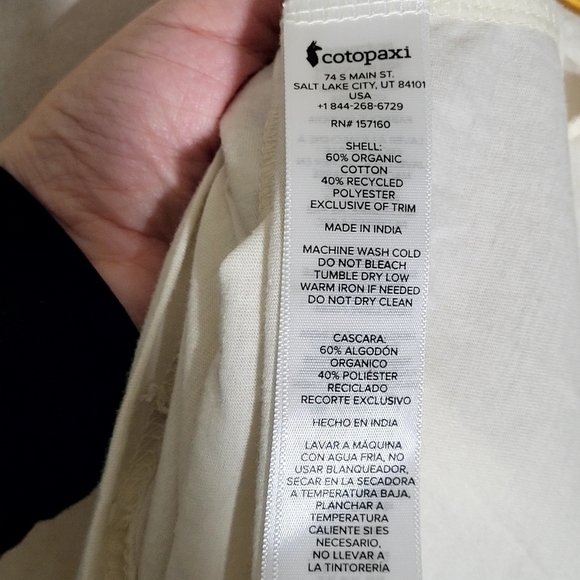 cotopaxi
74 S MAIN ST.
SALT LAKE CITY, UT 84101
USA
+1 844-268-6729
RN# 157160
SHELL:
60% ORGANIC
COTTON
40% RECYCLED
POLYESTER
EXCLUSIVE OF TRIM
MADE IN INDIA
MACHINE WASH COLD
DO NOT BLEACH
TUMBLE DRY LOW
WARM IRON IF NEEDED
DO NOT DRY CLEAN
CASCARA:
60% ALGODÓN
ORGANICO
40% POLIÉSTER
RECICLADO
RECORTE EXCLUSIVO
HECHO EN INDIA
LAVAR A MÁQUINA
CON AGUA FRIA, NO
USAR BLANQUEADOR,
SECAR EN LA SECADORA
A TEMPERATURA BAJA,
PLANCHAR A
TEMPERATURA
CALIENTE SI ES
NECESARIO,
NO LLEVAR A
LA TINTORERÍA